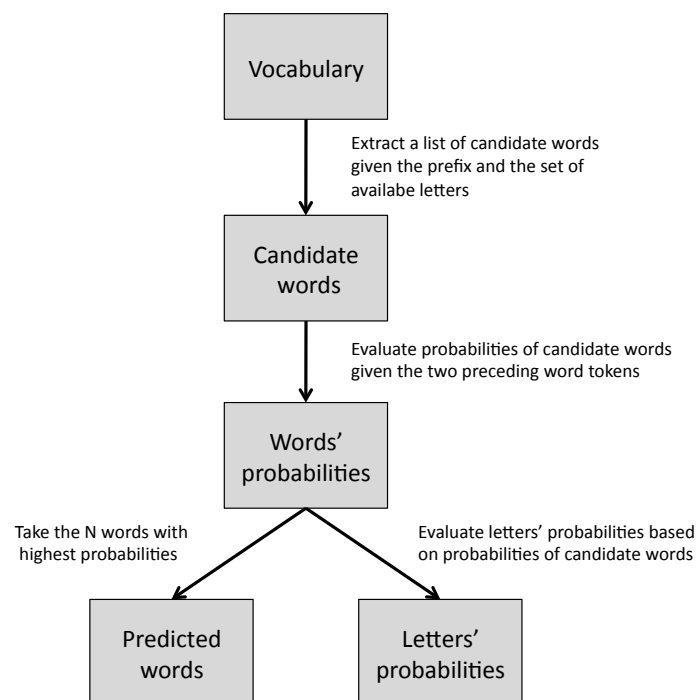 Vocabulary
Extract a list of candidate words
given the prefix and the set of
availabe letters
Candidate
words
Evaluate probabilities of candidate words
given the two preceding word tokens
Words’
probabilities
Take the N words with
highest probabilities
Evaluate letters’ probabilities based
on probabilities of candidate words
Predicted
words
Letters’
probabilities